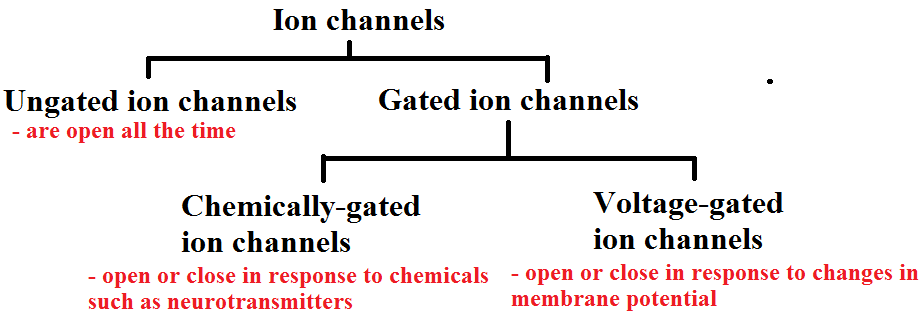 Ion channels
Ungated ion channels
- are open all the time
Gated ion channels
Chemically-gated
ion channels
- open or close in response to chemicals
such as neurotransmitters
Voltage-gated
ion channels
- open or close in response to changes in
membrane potential